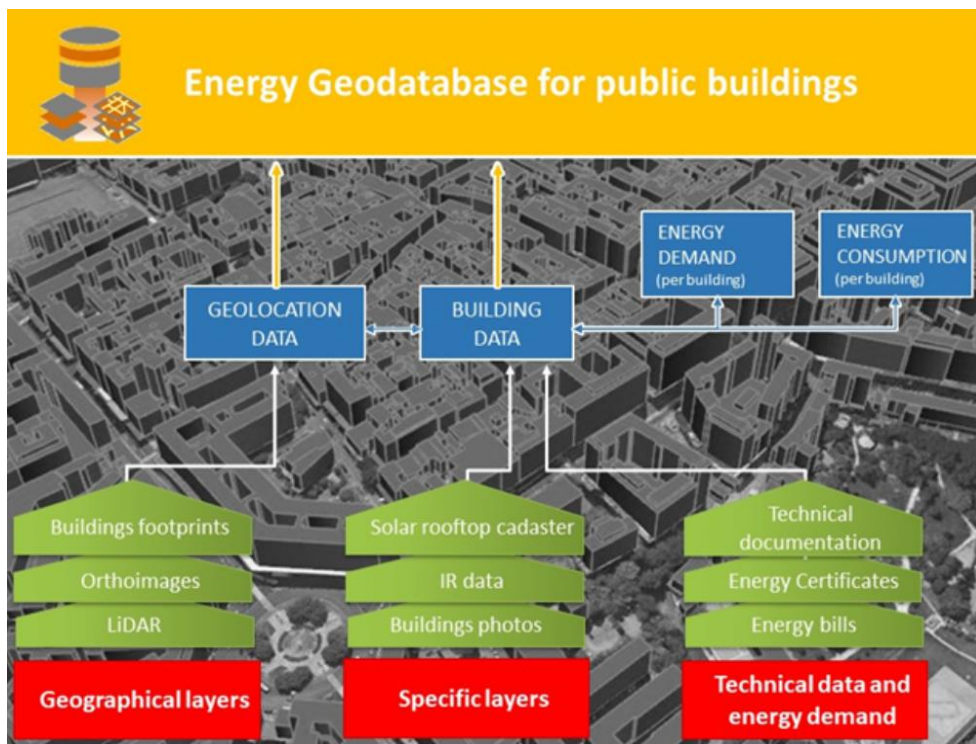 Energy Geodatabase for public buildings
ENERGY
DEMAND
(per building)
ENERGY
CONSUMPTION
(per building)
GEOLOCATION
DATA
BUILDING
DATA
Buildings footprints
Orthoimages
LiDAR
Geographical layers
Solar rooftop cadaster
IR data
Buildings photos
Specific layers
Technical
documentation
Energy Certificates
Energy bills
Technical data and
energy demand